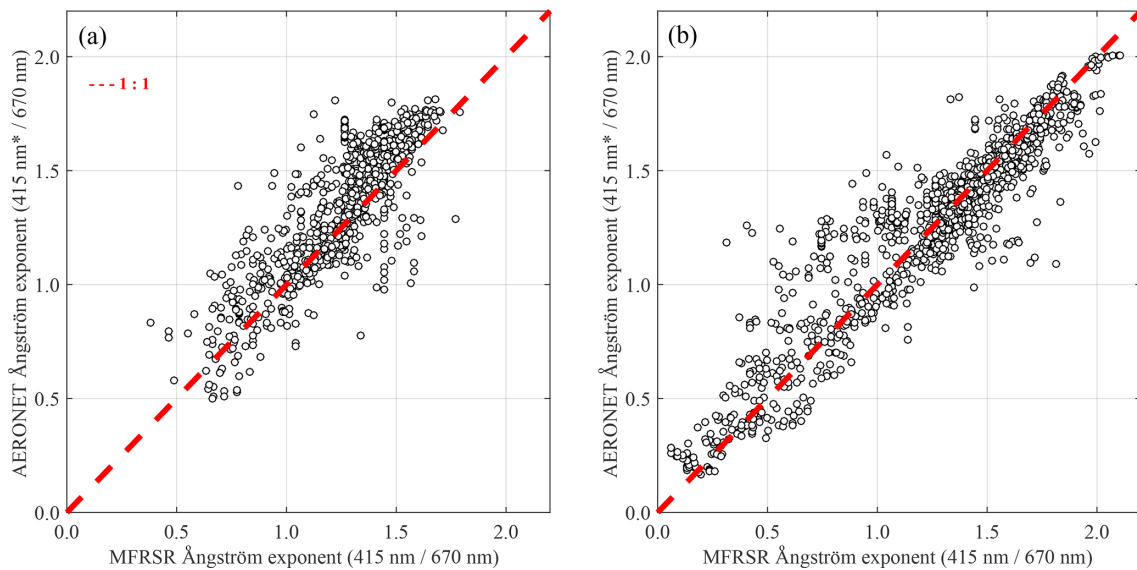 (a)
---1 : 1
2.0
1.5
1.0
0.5
0.0
0.0 0.5 1.0 1.5 2.0
AERONET Ångström exponent (415 nm* / 670 nm)
MFRSR Ångström exponent (415 nm / 670 nm)
(b)
2.0
1.5
1.0
0.5
0.0
0.0 0.5 1.0 1.5 2.0
AERONET Ångström exponent (415 nm* / 670 nm)
MFRSR Ångström exponent (415 nm / 670 nm)